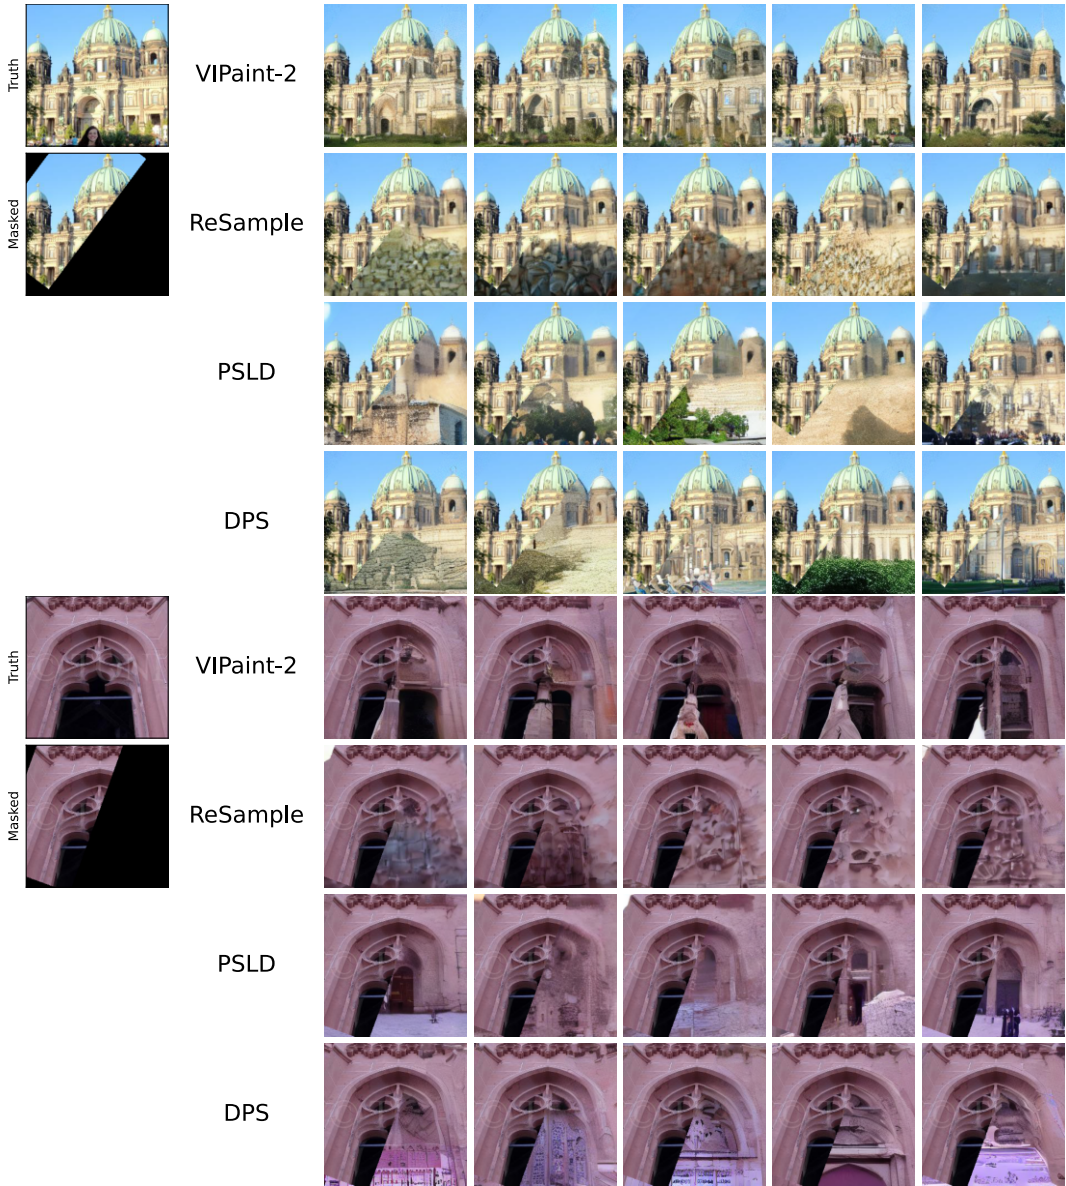 Truth
VIPaint-2
Masked
ReSample
PSLD
DPS
Truth
VIPaint-2
Masked
ReSample
PSLD
DPS